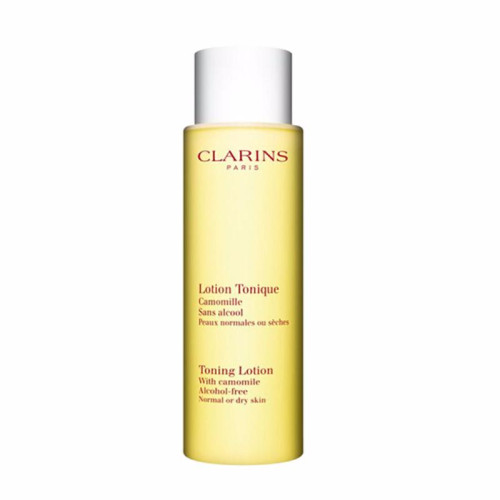 CLARINS
PARIS
Lotion Tonique
Camomille
Sans alcool
Peaux normales ou sèches
Toning Lotion
With camomile
Alcohol-free
Normal or dry skin